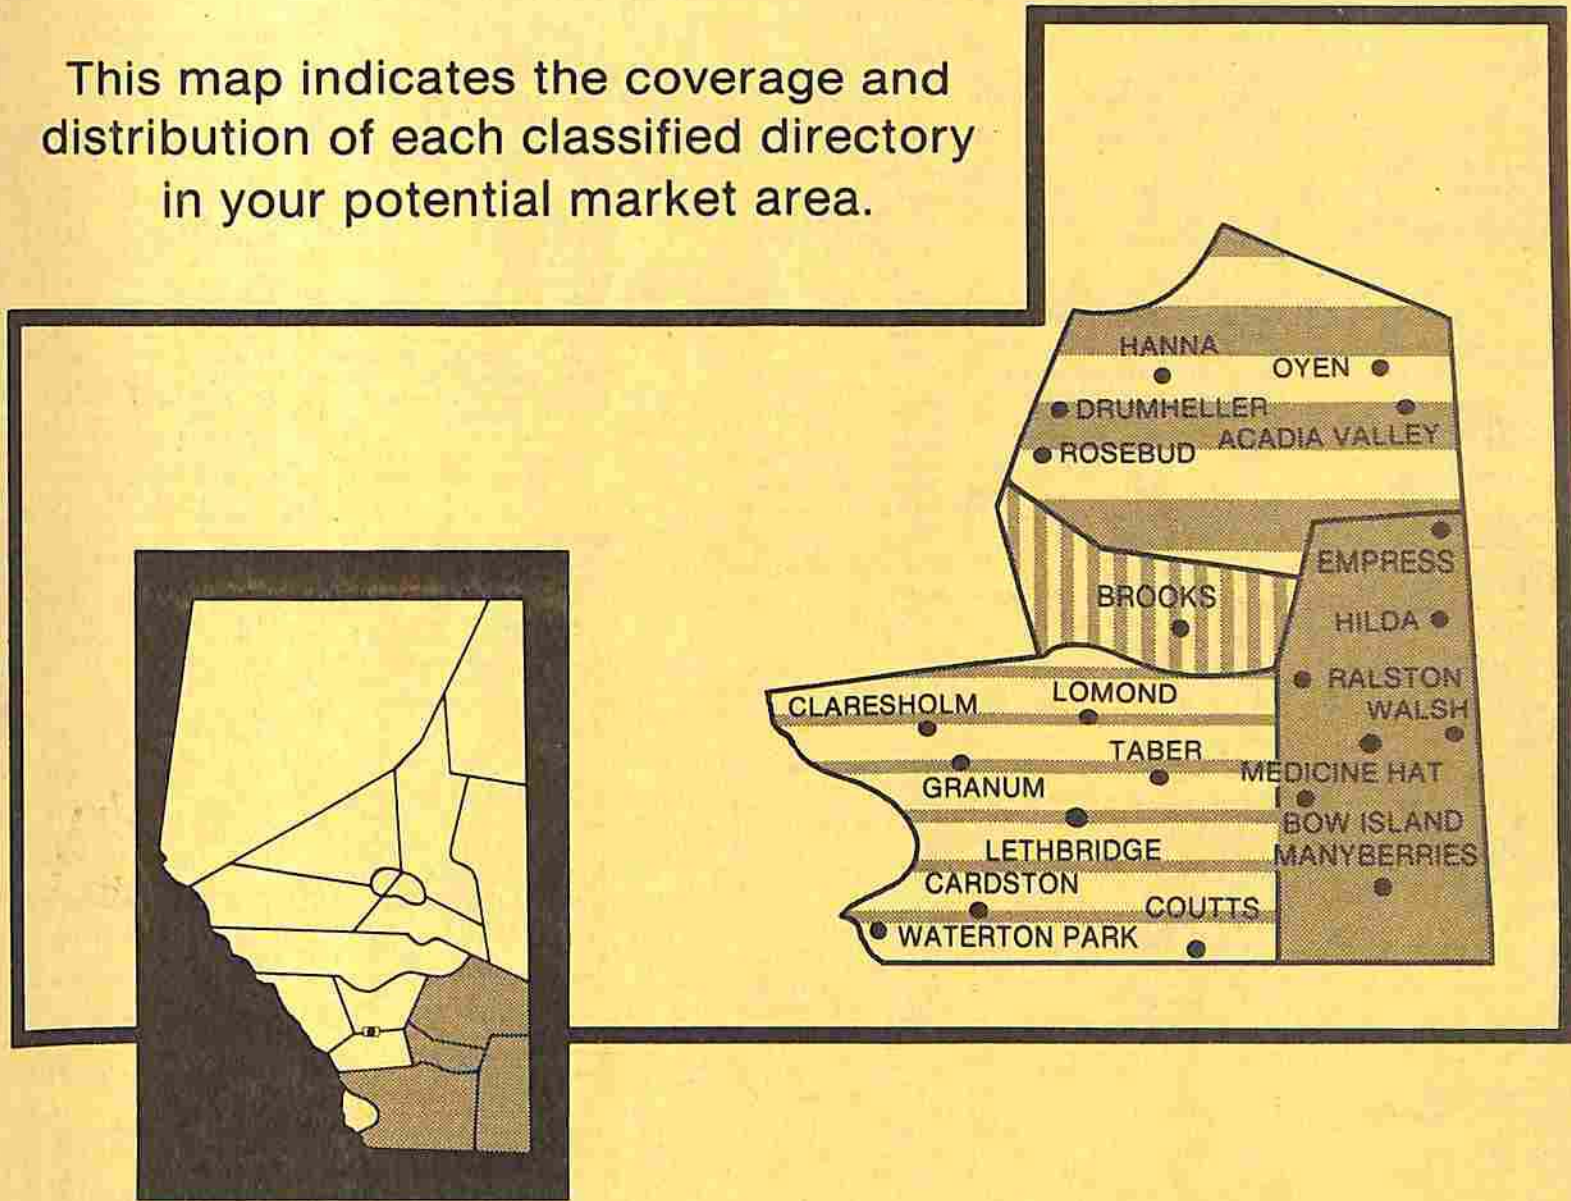 This map indicates the coverage and
distribution of each classified directory
in your potential market area.
HANNA
OYEN
DRUMHELLER
ACADIA VALLEY
ROSEBUD
EMPRESS
BROOKS
HILDA
RALSTON
CLARESHOLM
LOMOND
WALSH
TABER
MEDICINE HAT
GRANUM
BOW ISLAND
LETHBRIDGE
MANYBERRIES
CARDSTON
COUTTS
WATERTON PARK